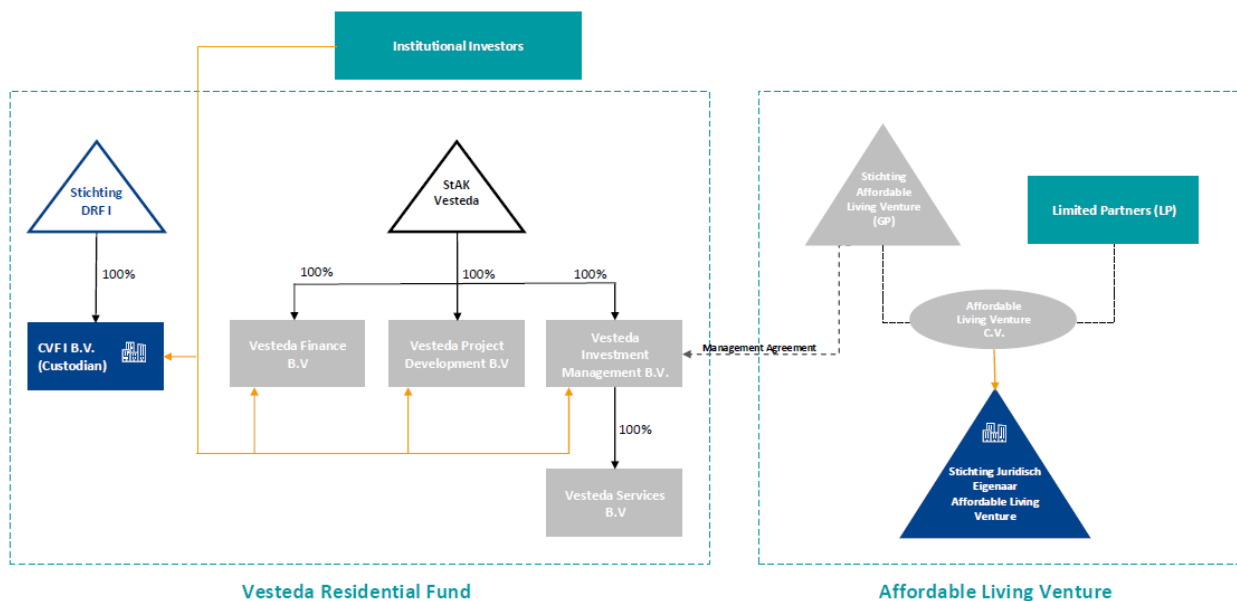 Institutional Investors
Stichting
DRF I
100%
CVF I B.V.
(Custodian)
StAK
Vesteda
100%
100%
100%
Vesteda Finance
B.V
Vesteda Project
Development B.V
Vesteda
Investment
Management B.V.
100%
Vesteda Services
B.V
Management Agreement
Stichting
Affordable
Living Venture
(GP)
Limited Partners (LP)
Affordable
Living Venture
C.V.
Stichting Juridisch
Eigenaar
Affordable Living
Venture
Vesteda Residential Fund
Affordable Living Venture